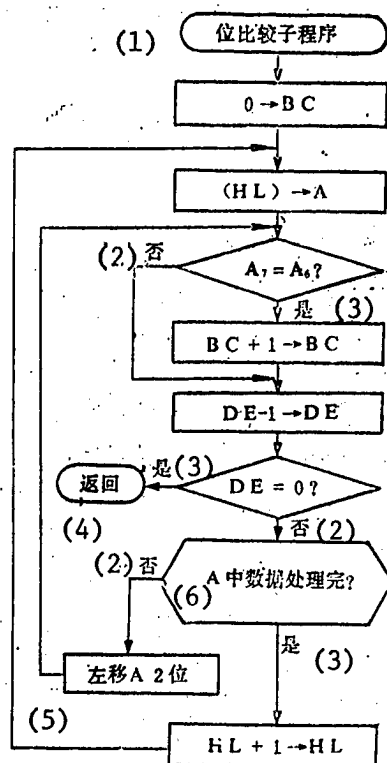 (1) 位比较子程序
0→BC
(HL)→A
(2) 否
A₇=A₆?
是 (3)
BC+1→BC
DE-1→DE
是(3)
返回
DE=0?
(4)
否(2)
(2) 否
(6) A中数据处理完?
是 (3)
左移A 2位
(5)
HL+1→HL